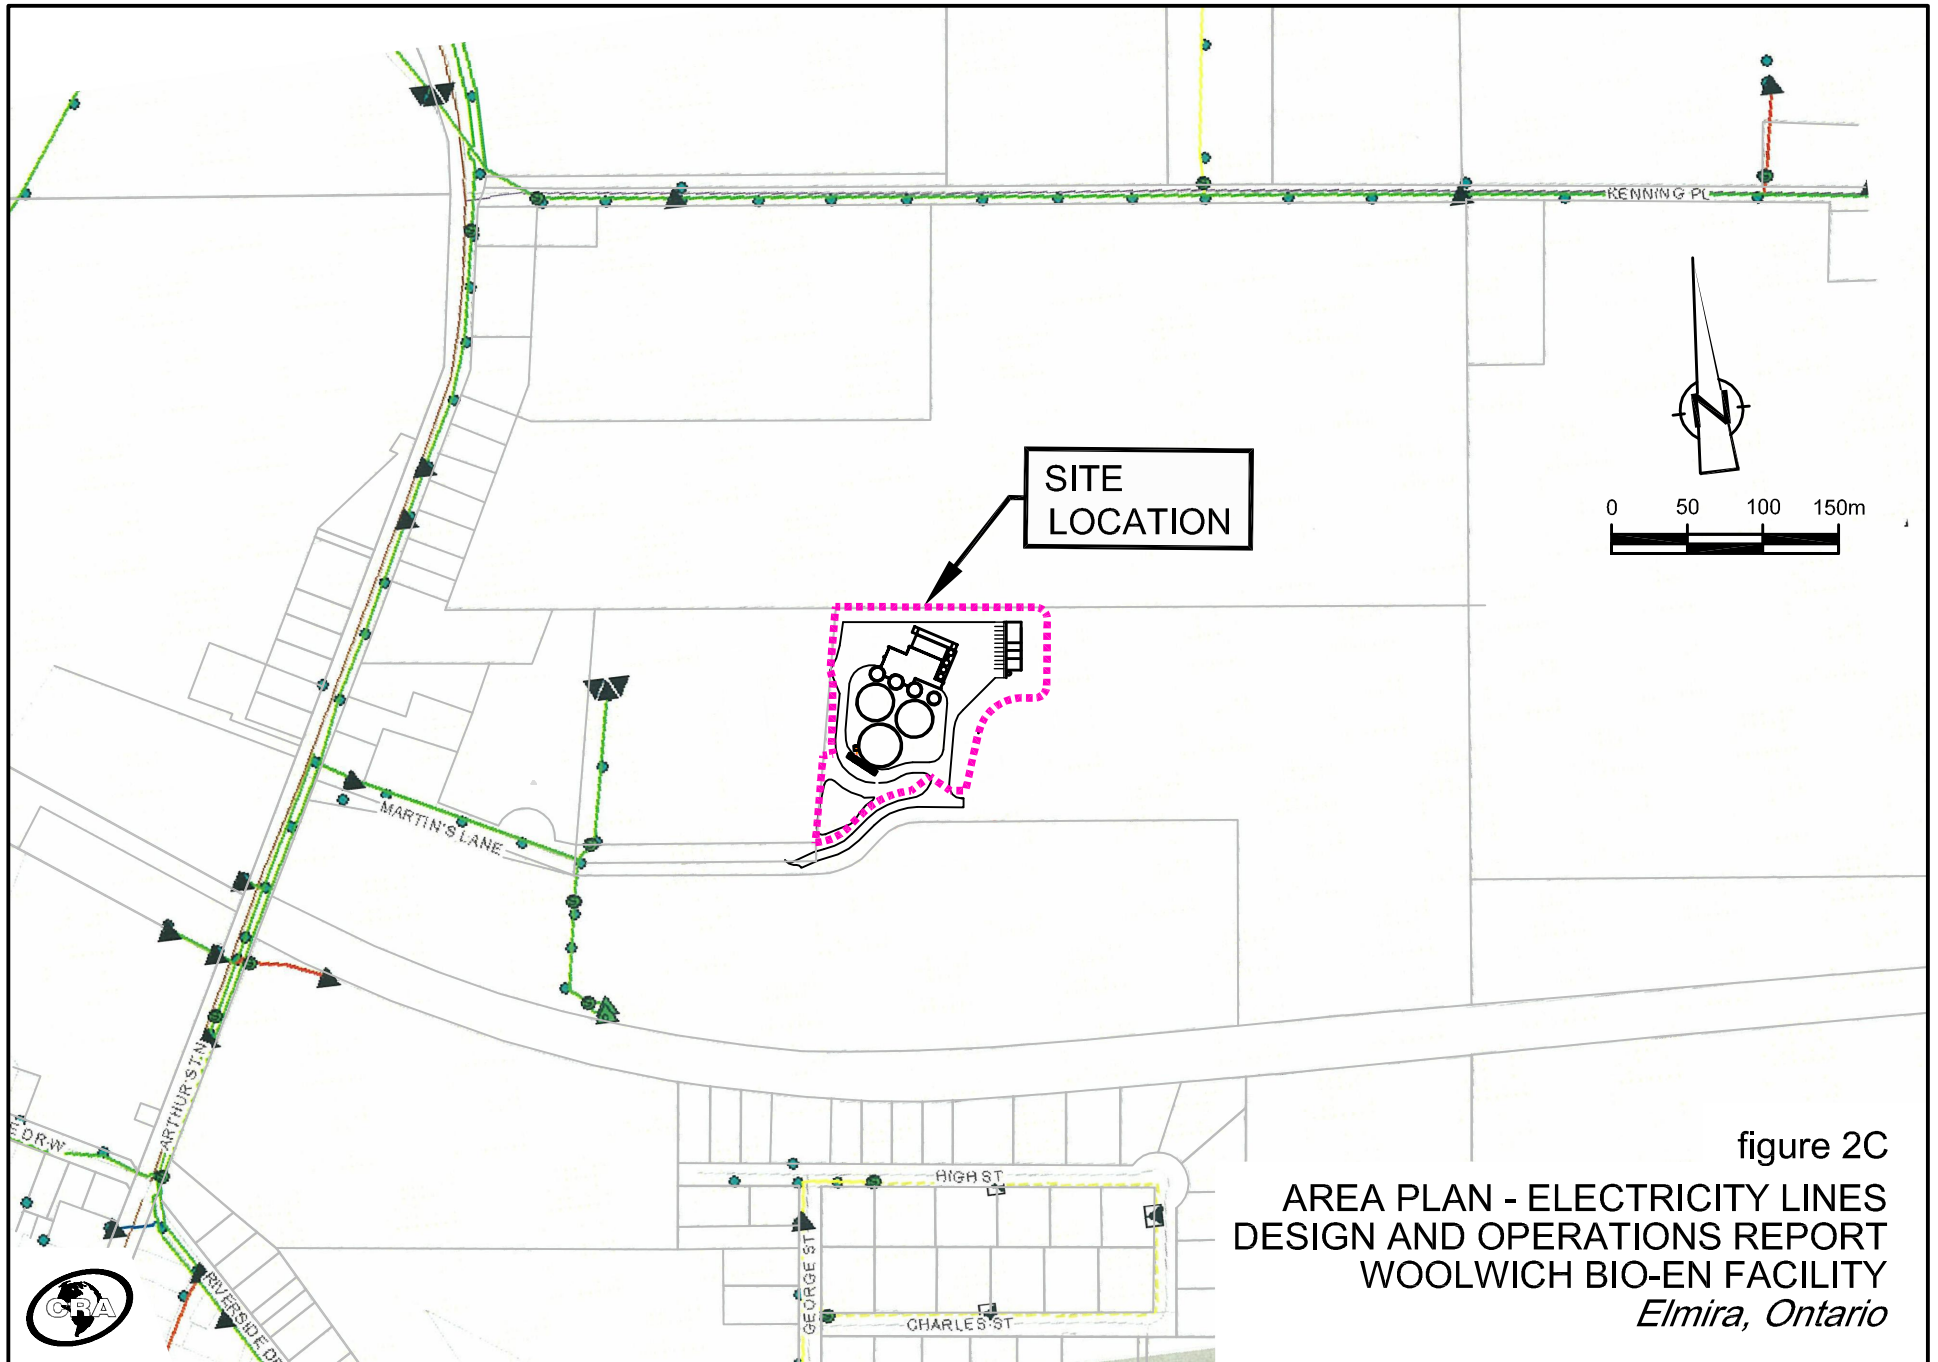 KENNING PL
SITE
LOCATION
N
0 50 100 150m
MARTIN'S LANE
ARTHUR ST N
E DR W
HIGH ST
GEORGE ST
CHARLES ST
RIVERSIDE DR
CRA
figure 2C
AREA PLAN - ELECTRICITY LINES
DESIGN AND OPERATIONS REPORT
WOOLWICH BIO-EN FACILITY
Elmira, Ontario